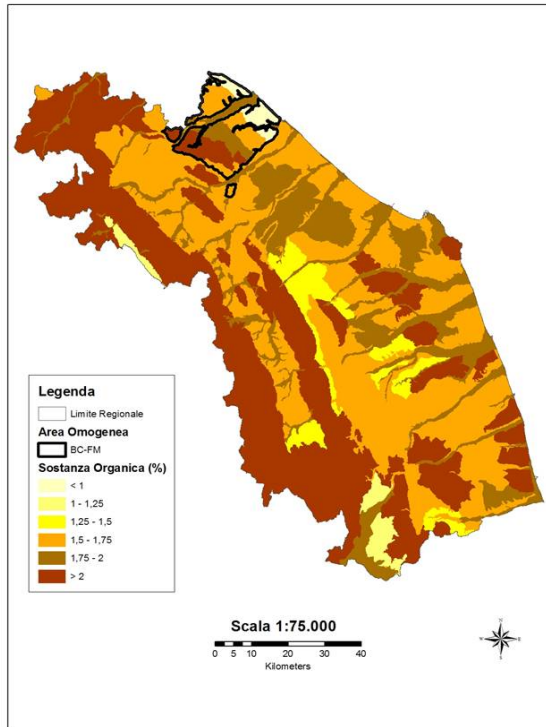 Legenda
Limite Regionale
Area Omogenea
BC-FM
Sostanza Organica (%)
< 1
1 - 1,25
1,25 - 1,5
1,5 - 1,75
1,75 - 2
> 2
Scala 1:75.000
0 5 10 20 30 40
Kilometers